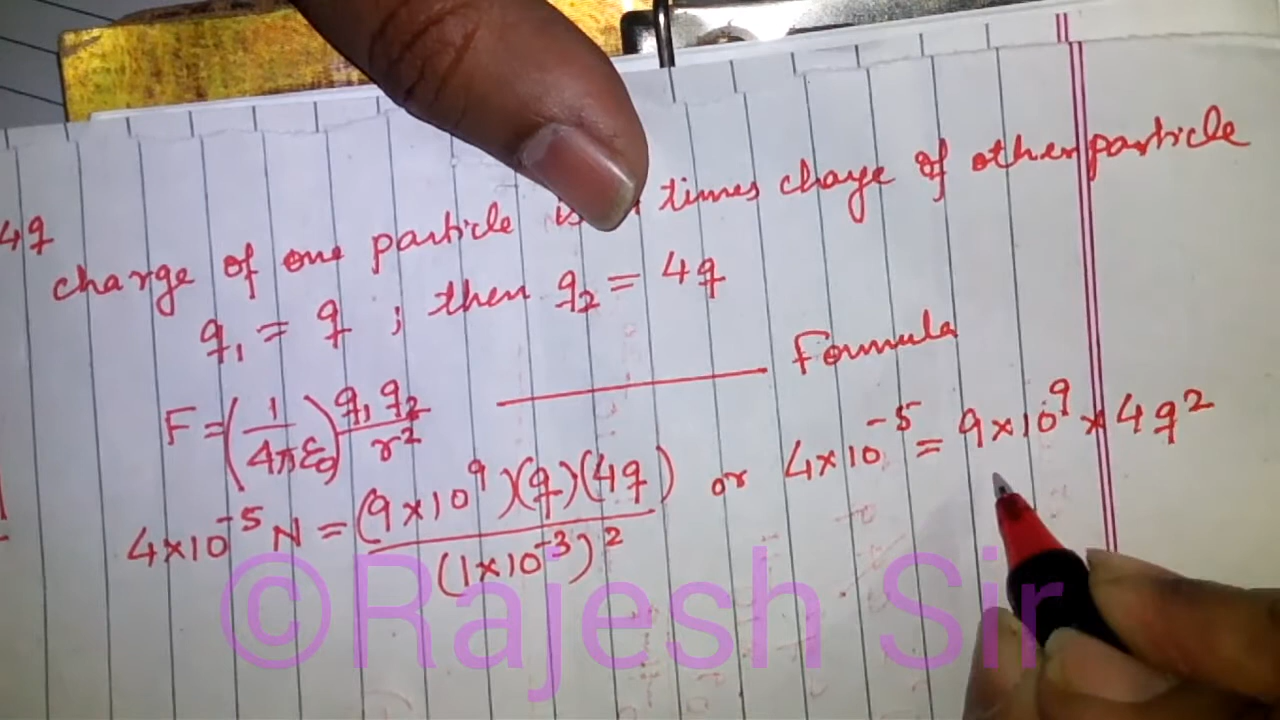 4q
charge of one particle is times charge of other particle
q₁ = q ; then q₂ = 4q
F = (1/4πε₀) q₁q₂/r² ——— Formula
4×10⁻⁵ N = (9×10⁹)(q)(4q)/(1×10⁻³)² or 4×10⁻⁵ = 9×10⁹ × 4q²
©Rajesh Sir